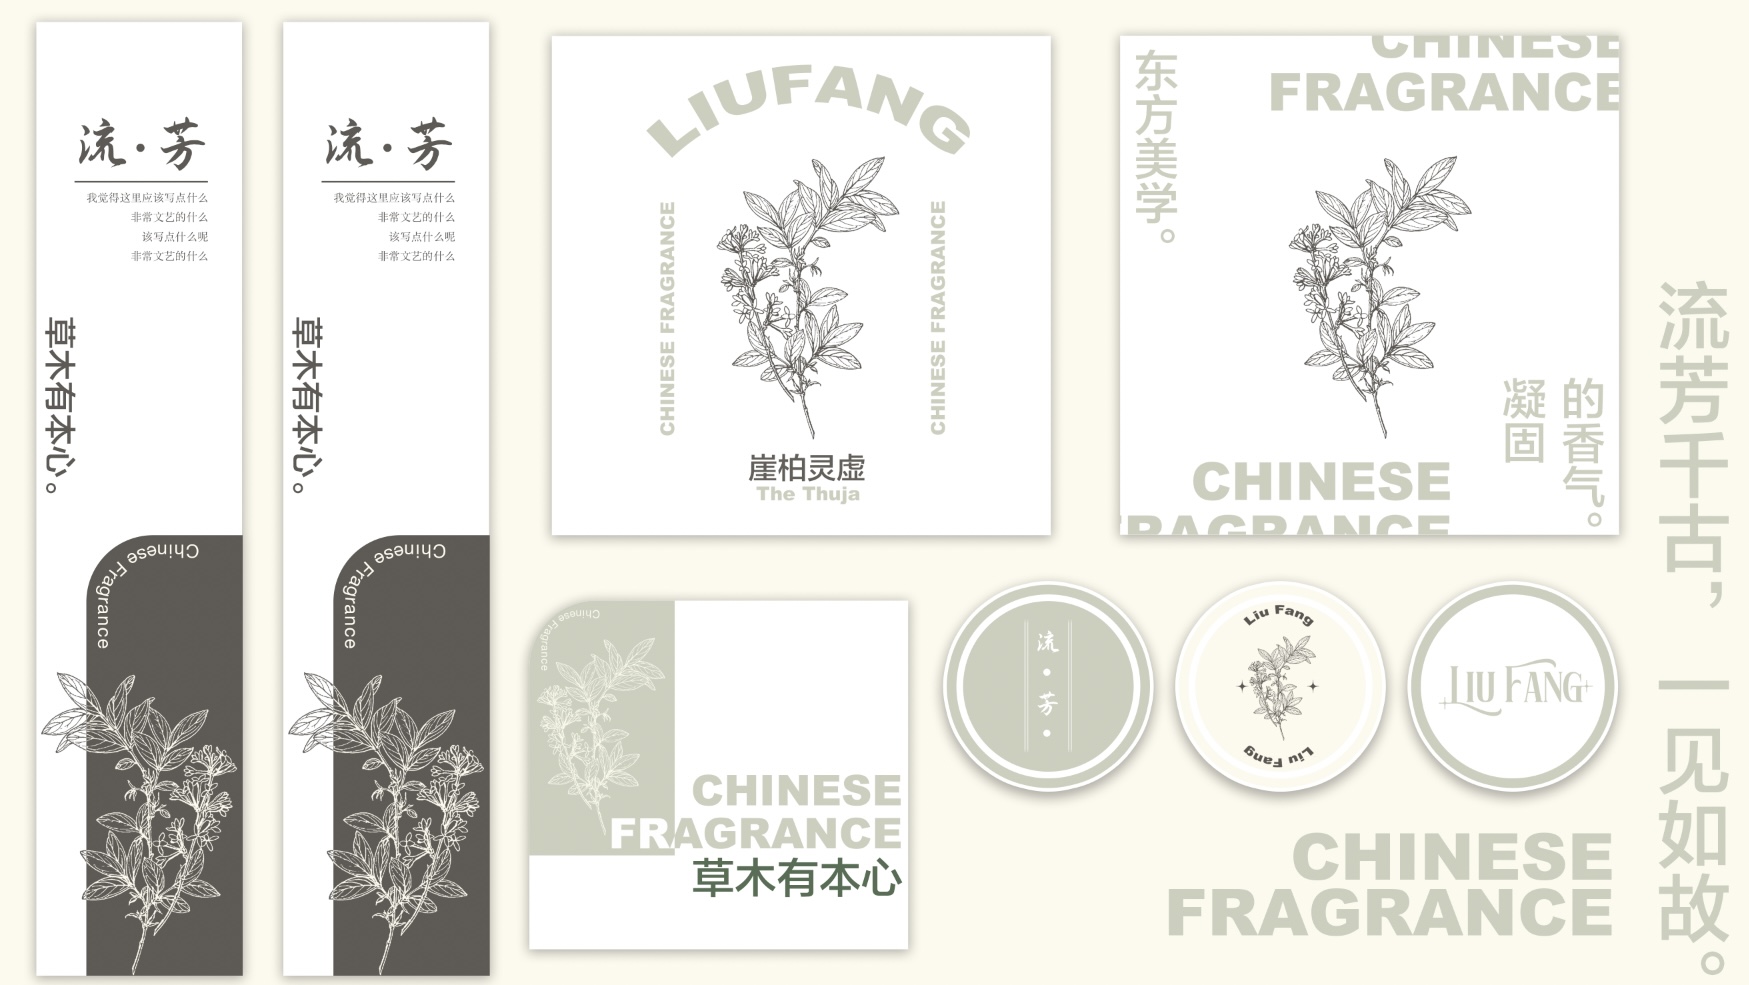 流·芳
我觉得这里应该写点什么
非常文艺的什么
该写点什么呢
非常文艺的什么
草木有本心。
Chinese Fragrance
流·芳
我觉得这里应该写点什么
非常文艺的什么
该写点什么呢
非常文艺的什么
草木有本心。
Chinese Fragrance
LIUFANG
CHINESE FRAGRANCE
CHINESE FRAGRANCE
崖柏灵虚
The Thuja
CHINESE
FRAGRANCE
东方美学。
的香气。
凝固
CHINESE
FRAGRANCE
Chinese Fragrance
CHINESE
FRAGRANCE
草木有本心
流·芳·
Liu Fang
Liu Fang
LIU FANG
CHINESE
FRAGRANCE
流芳千古，一见如故。